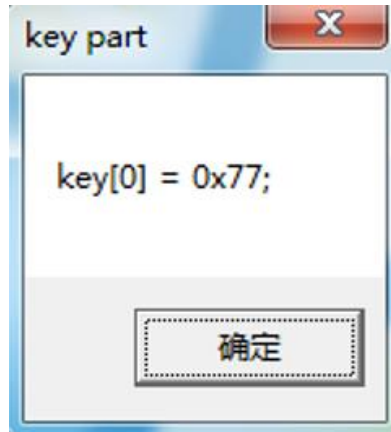 key part
key[0] = 0x77;
确定